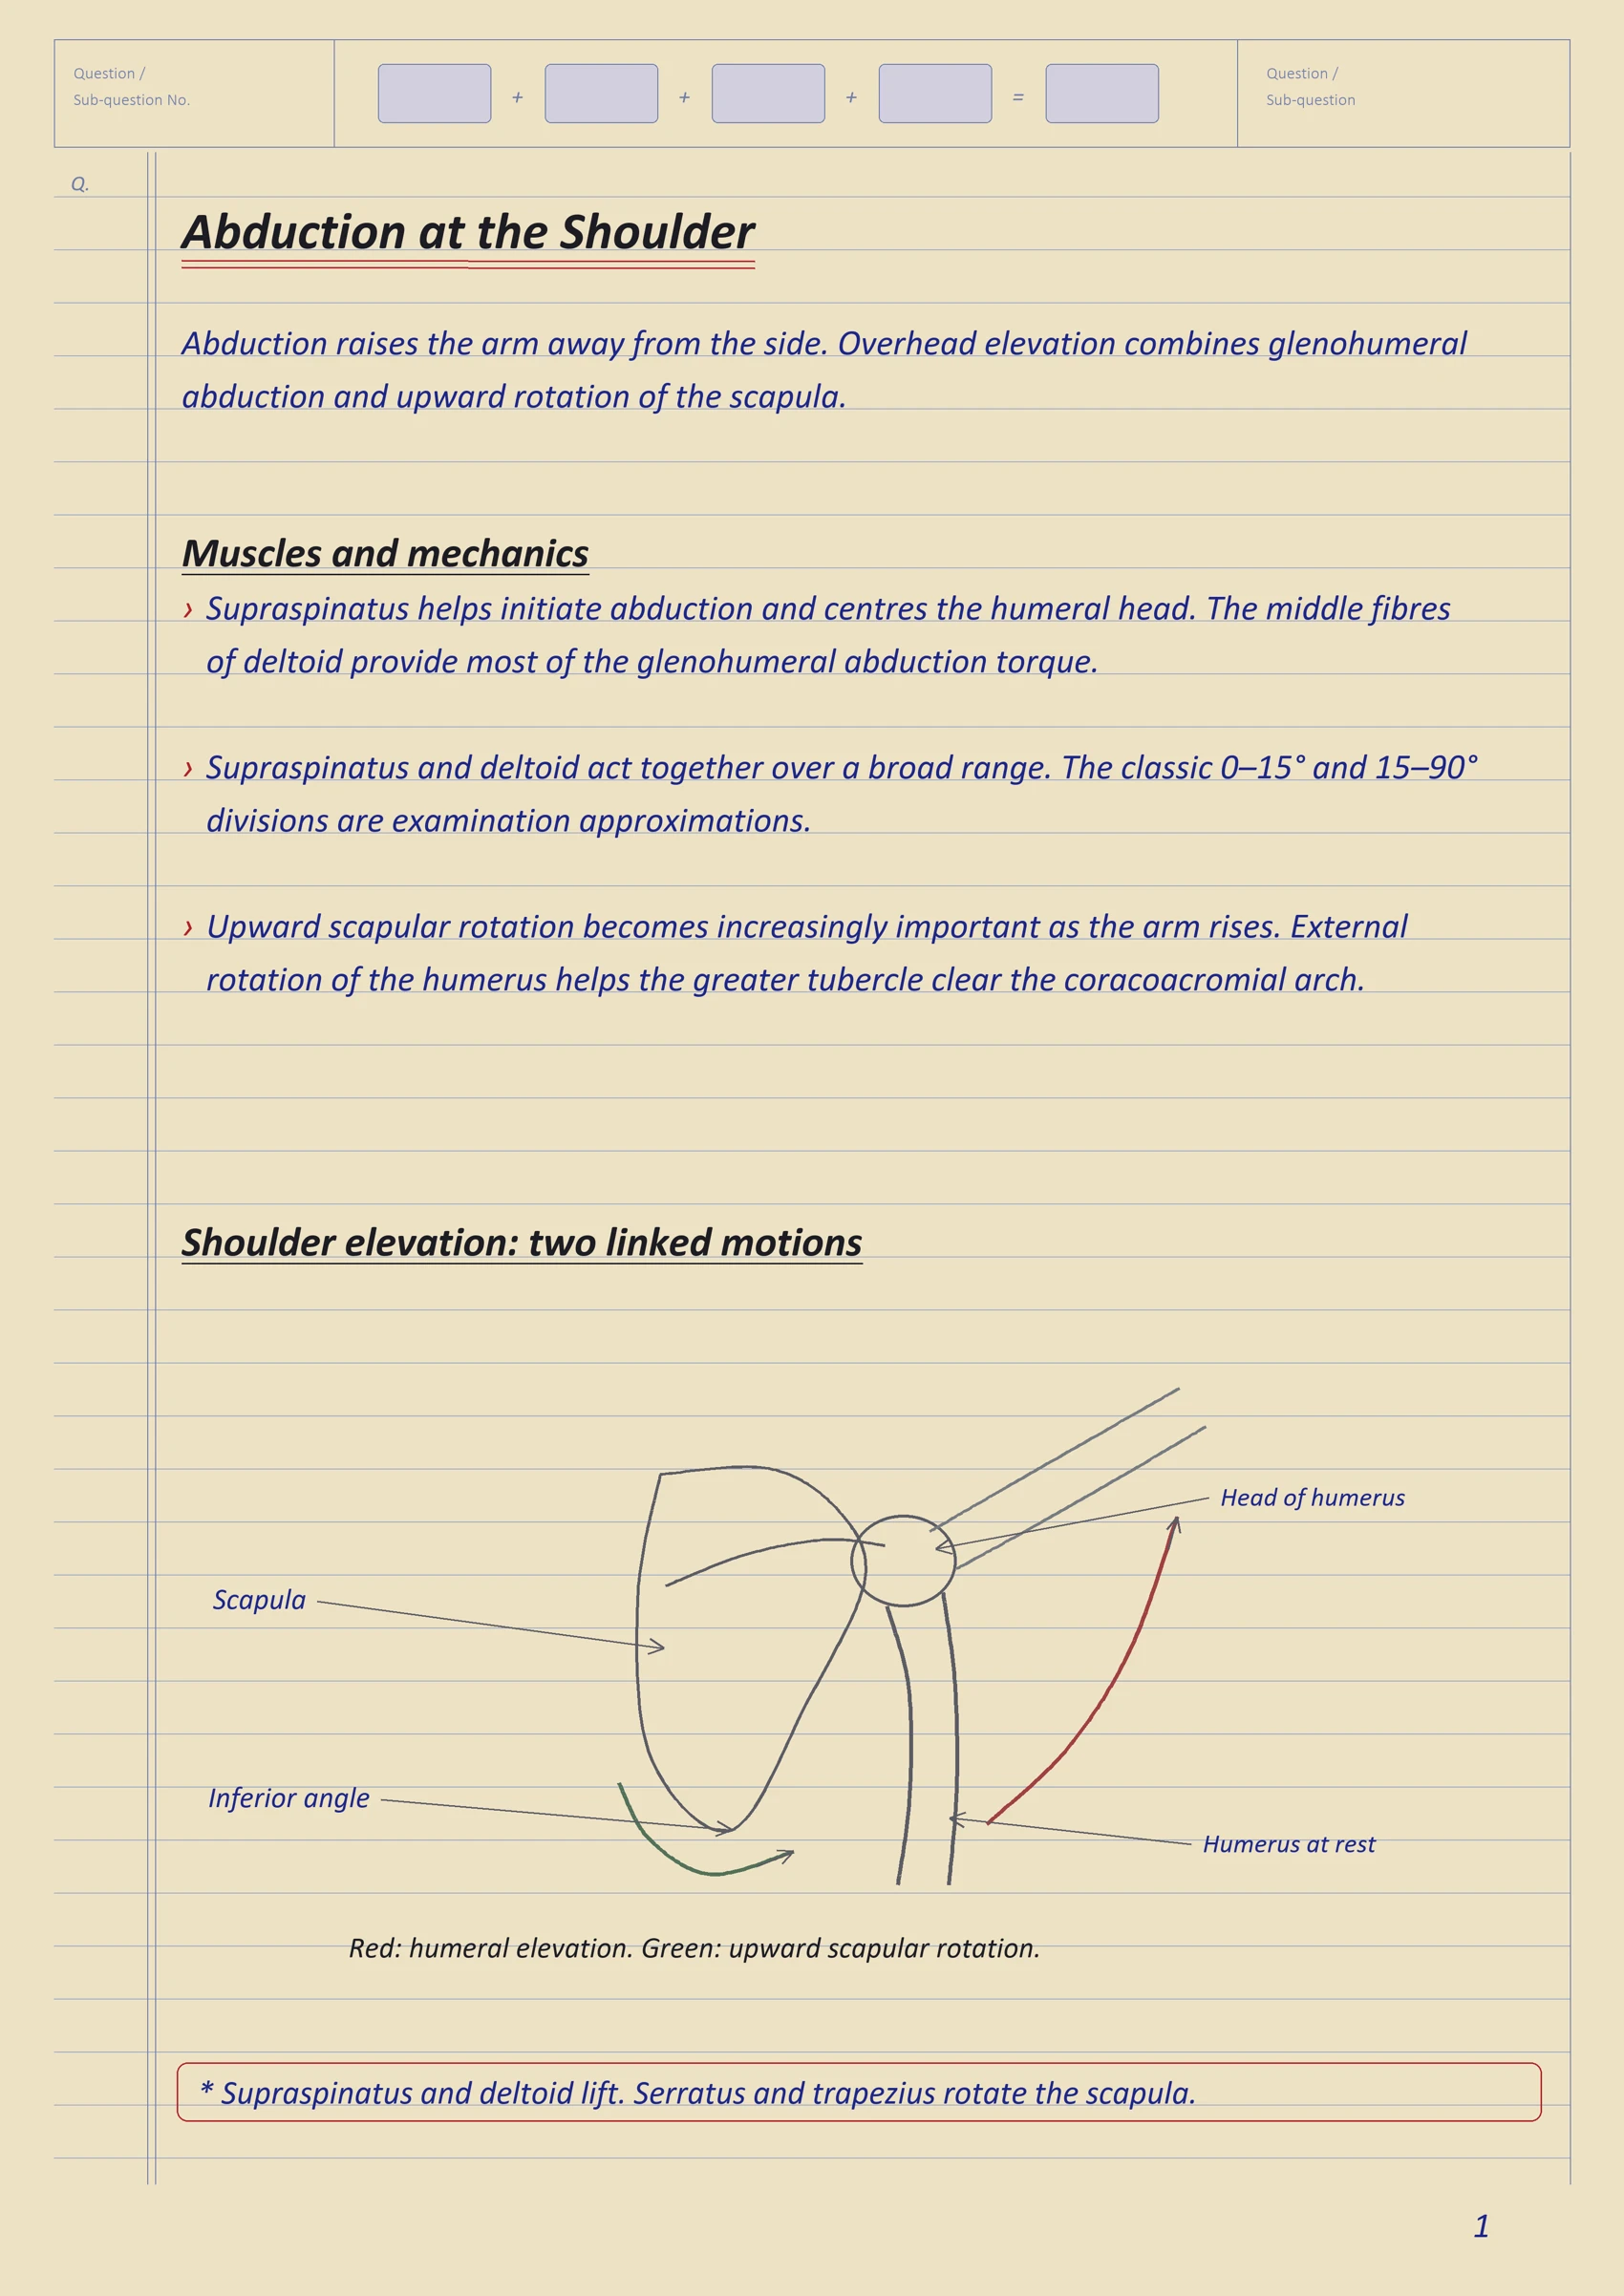 Question /
Sub-question No.
+ + + =
Question /
Sub-question
Q.
Abduction at the Shoulder
Abduction raises the arm away from the side. Overhead elevation combines glenohumeral
abduction and upward rotation of the scapula.
Muscles and mechanics
› Supraspinatus helps initiate abduction and centres the humeral head. The middle fibres
of deltoid provide most of the glenohumeral abduction torque.
› Supraspinatus and deltoid act together over a broad range. The classic 0–15° and 15–90°
divisions are examination approximations.
› Upward scapular rotation becomes increasingly important as the arm rises. External
rotation of the humerus helps the greater tubercle clear the coracoacromial arch.
Shoulder elevation: two linked motions
Head of humerus
Scapula
Inferior angle
Humerus at rest
Red: humeral elevation. Green: upward scapular rotation.
* Supraspinatus and deltoid lift. Serratus and trapezius rotate the scapula.
1